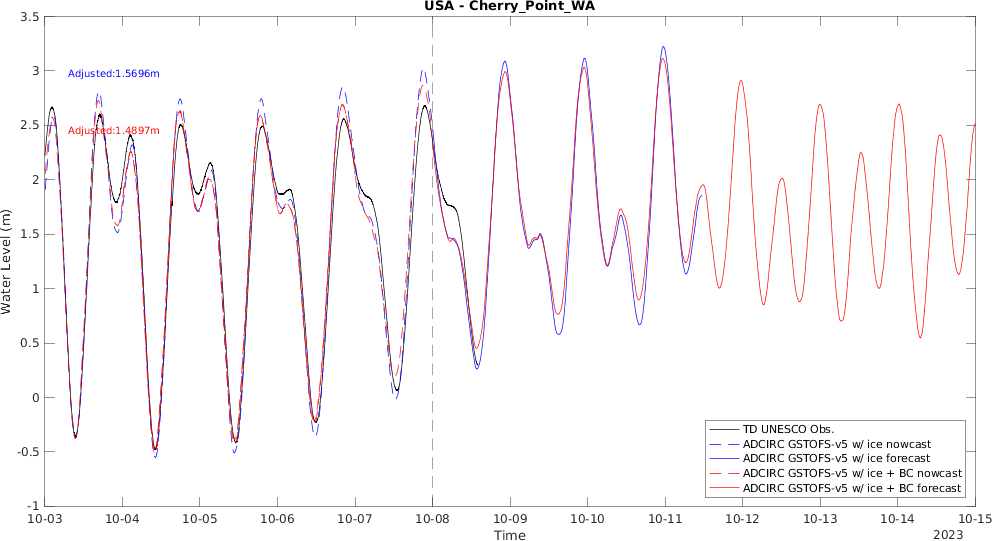 USA - Cherry_Point_WA
3.5
3
2.5
2
1.5
1
0.5
0
-0.5
-1
Water Level (m)
Adjusted:1.5696m
Adjusted:1.4897m
TD UNESCO Obs.
ADCIRC GSTOFS-v5 w/ ice nowcast
ADCIRC GSTOFS-v5 w/ ice forecast
ADCIRC GSTOFS-v5 w/ ice + BC nowcast
ADCIRC GSTOFS-v5 w/ ice + BC forecast
10-03 10-04 10-05 10-06 10-07 10-08 10-09 10-10 10-11 10-12 10-13 10-14 10-15
Time
2023